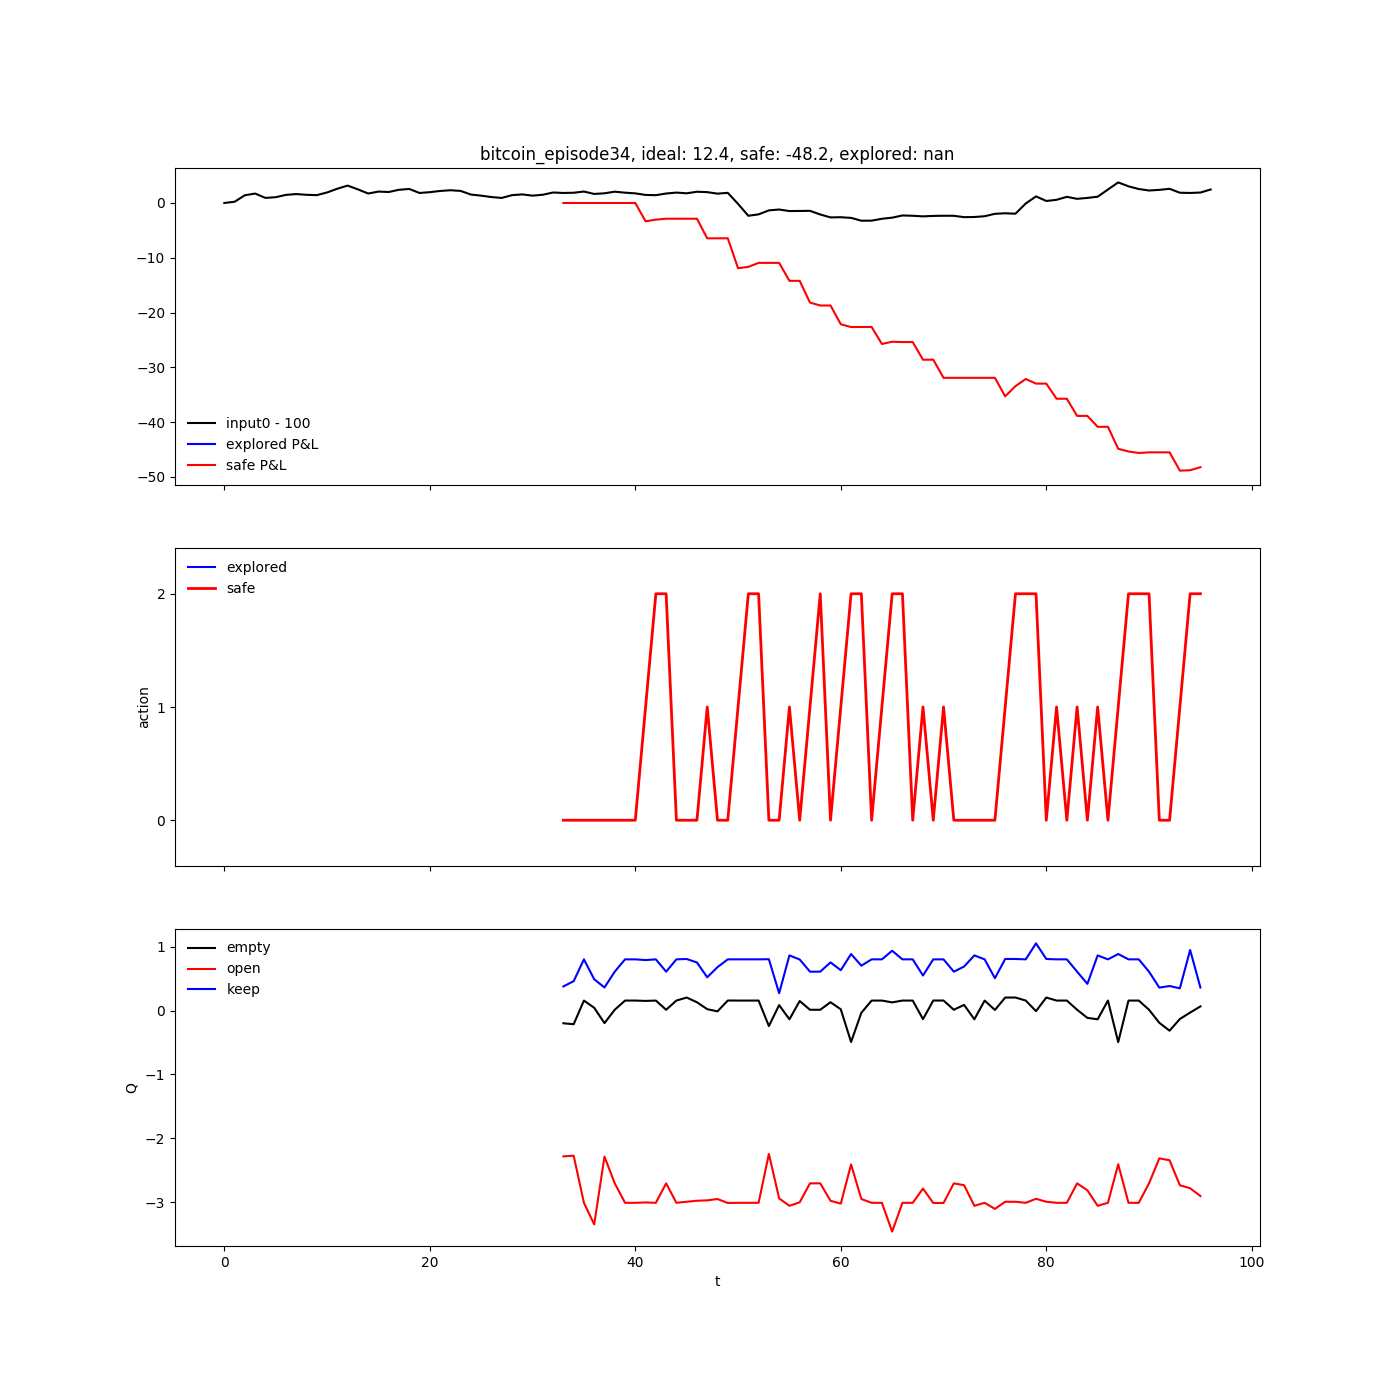 bitcoin_episode34, ideal: 12.4, safe: -48.2, explored: nan
0
−10
−20
−30
−40
−50
input0 - 100
explored P&L
safe P&L
explored
safe
2
1
0
action
empty
open
keep
1
0
−1
−2
−3
Q
0 20 40 60 80 100
t